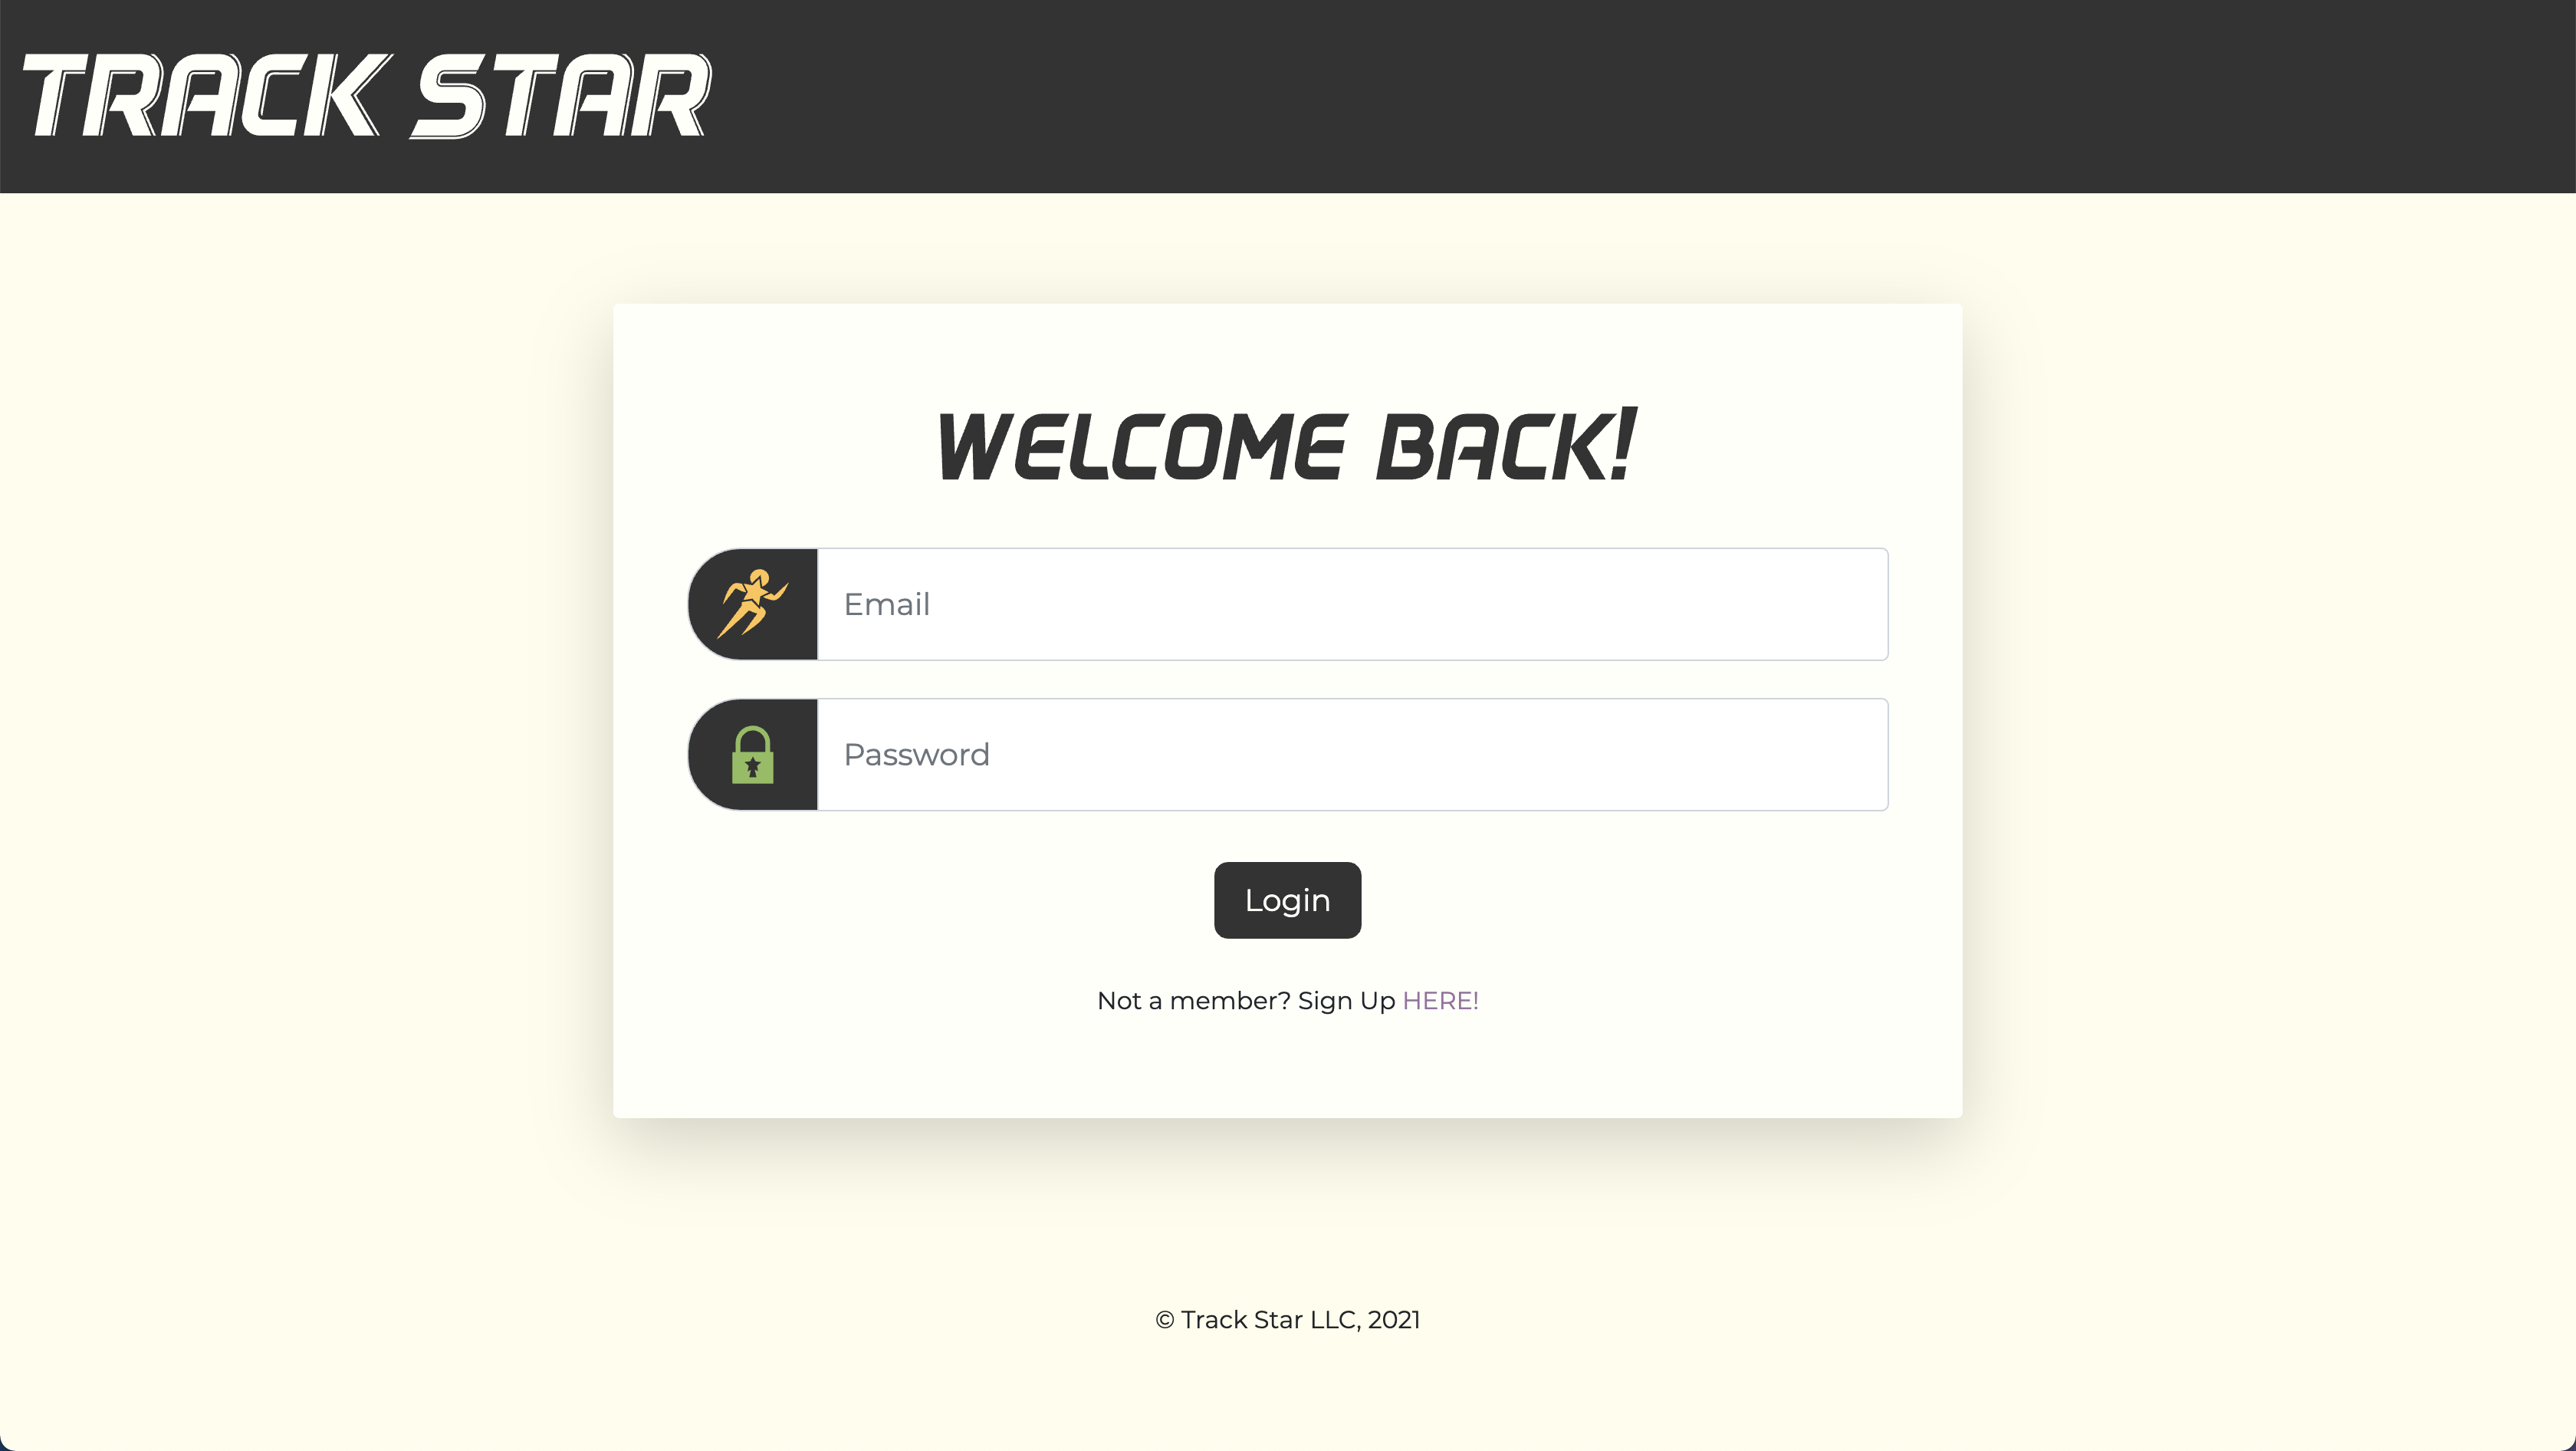 TRACK STAR
WELCOME BACK!
Email
Password
Login
Not a member? Sign Up HERE!
© Track Star LLC, 2021